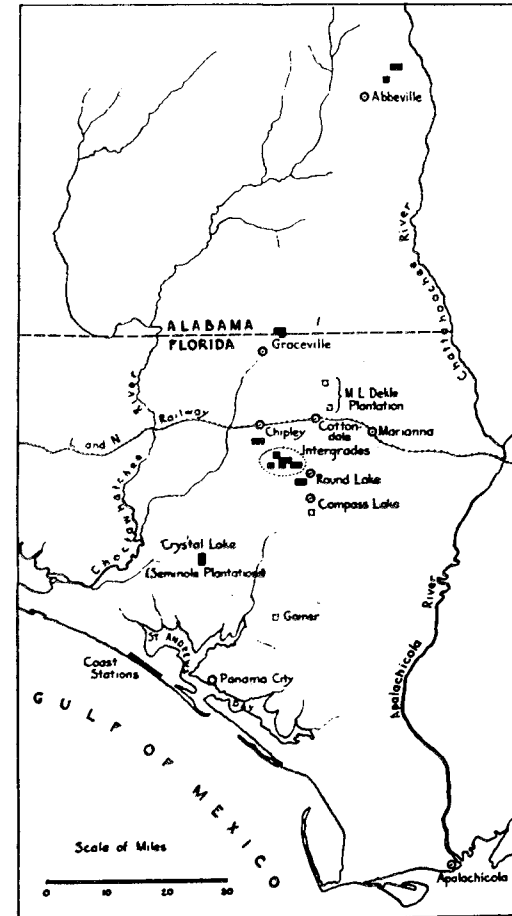 Abbeville
Chattahoochee River
ALABAMA
FLORIDA
Graceville
M L Dekle
Plantation
Choctawhatchee River
L and N Railway
Chipley
Cotton-
dale
Marianna
Intergrades
Round Lake
Compass Lake
Crystal Lake
(Seminole Plantation)
Garner
ST ANDREWS
BAY
Coast
Stations
Panama City
Apalachicola River
GULF OF MEXICO
Scale of Miles
0 10 20 30
Apalachicola